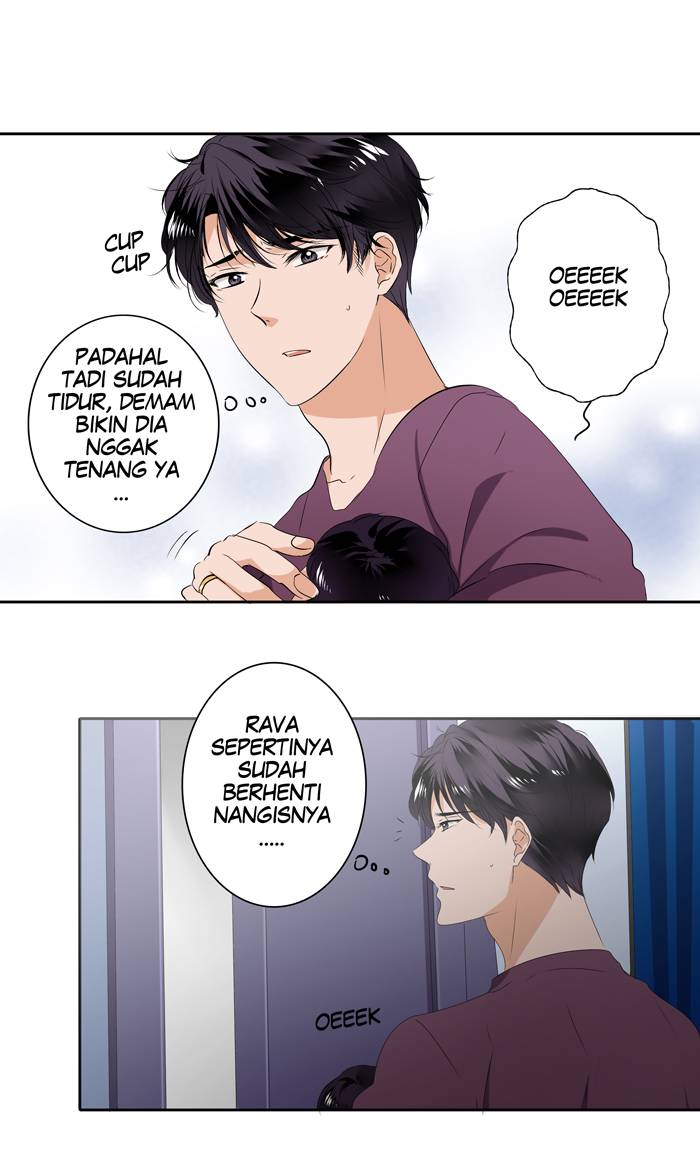 CUP
CUP
OEEEEK
OEEEEK
PADAHAL
TADI SUDAH
TIDUR, DEMAM
BIKIN DIA
NGGAK
TENANG YA
...
RAVA
SEPERTINYA
SUDAH
BERHENTI
NANGISNYA
.....
OEEEK